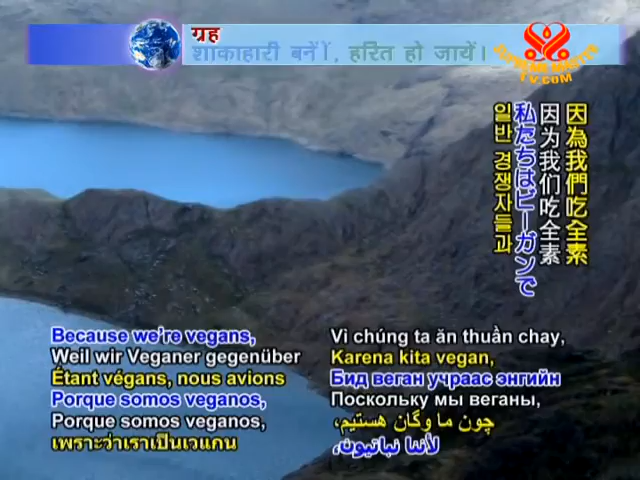 ग्रह
शाकाहारी बनें, हरित हो जायें।
SUPREME MASTER
TV.COM
因為我們吃全素
因为我们吃全素
私たちはビーガンで
일반 경쟁자들과
Because we're vegans,
Weil wir Veganer gegenüber
Étant végans, nous avions
Porque somos veganos,
Porque somos veganos,
เพราะว่าเราเป็นวีแกน
Vì chúng ta ăn thuần chay,
Karena kita vegan,
Бид веган учраас энгийн
Поскольку мы веганы,
چون ما وگان هستیم،
لأننا نباتيون،